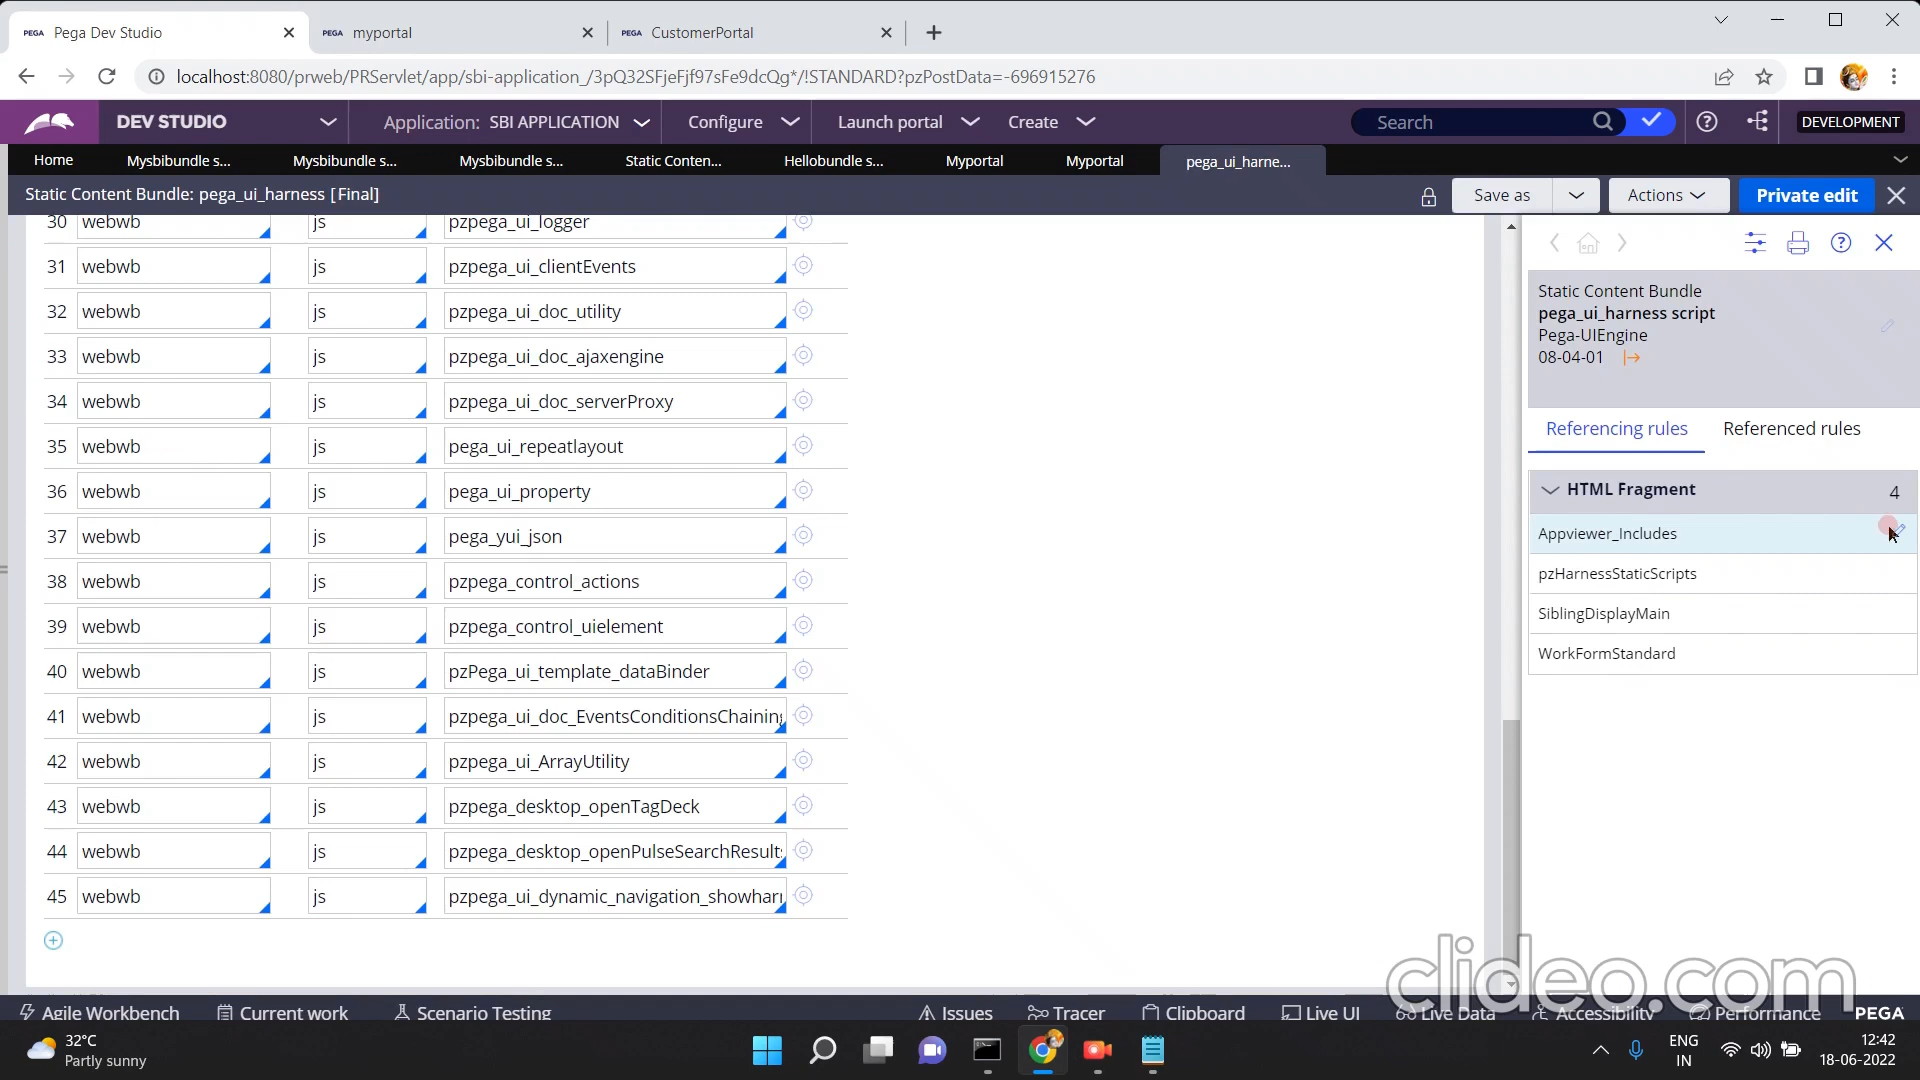 PEGA Pega Dev Studio
PEGA myportal
PEGA CustomerPortal
localhost:8080/prweb/PRServlet/app/sbi-application_/3pQ32SFjeFjf97sFe9dcQg*/!STANDARD?pzPostData=-696915276
DEV STUDIO
Application: SBI APPLICATION
Configure
Launch portal
Create
Search
DEVELOPMENT
Home
Mysbibundle s...
Mysbibundle s...
Mysbibundle s...
Static Conten...
Hellobundle s...
Myportal
Myportal
pega_ui_harne...
Static Content Bundle: pega_ui_harness [Final]
Save as
Actions
Private edit
30 webwb js pzpega_ui_logger
31 webwb js pzpega_ui_clientEvents
32 webwb js pzpega_ui_doc_utility
33 webwb js pzpega_ui_doc_ajaxengine
34 webwb js pzpega_ui_doc_serverProxy
35 webwb js pega_ui_repeatlayout
36 webwb js pega_ui_property
37 webwb js pega_yui_json
38 webwb js pzpega_control_actions
39 webwb js pzpega_control_uielement
40 webwb js pzPega_ui_template_dataBinder
41 webwb js pzpega_ui_doc_EventsConditionsChaining
42 webwb js pzpega_ui_ArrayUtility
43 webwb js pzpega_desktop_openTagDeck
44 webwb js pzpega_desktop_openPulseSearchResults
45 webwb js pzpega_ui_dynamic_navigation_showharn
Static Content Bundle
pega_ui_harness script
Pega-UIEngine
08-04-01
Referencing rules
Referenced rules
HTML Fragment 4
Appviewer_Includes
pzHarnessStaticScripts
SiblingDisplayMain
WorkFormStandard
clideo.com
Agile Workbench
Current work
Scenario Testing
Issues
Tracer
Clipboard
Live UI
Live Data
Accessibility
Performance
PEGA
32°C
Partly sunny
ENG
IN
12:42
18-06-2022